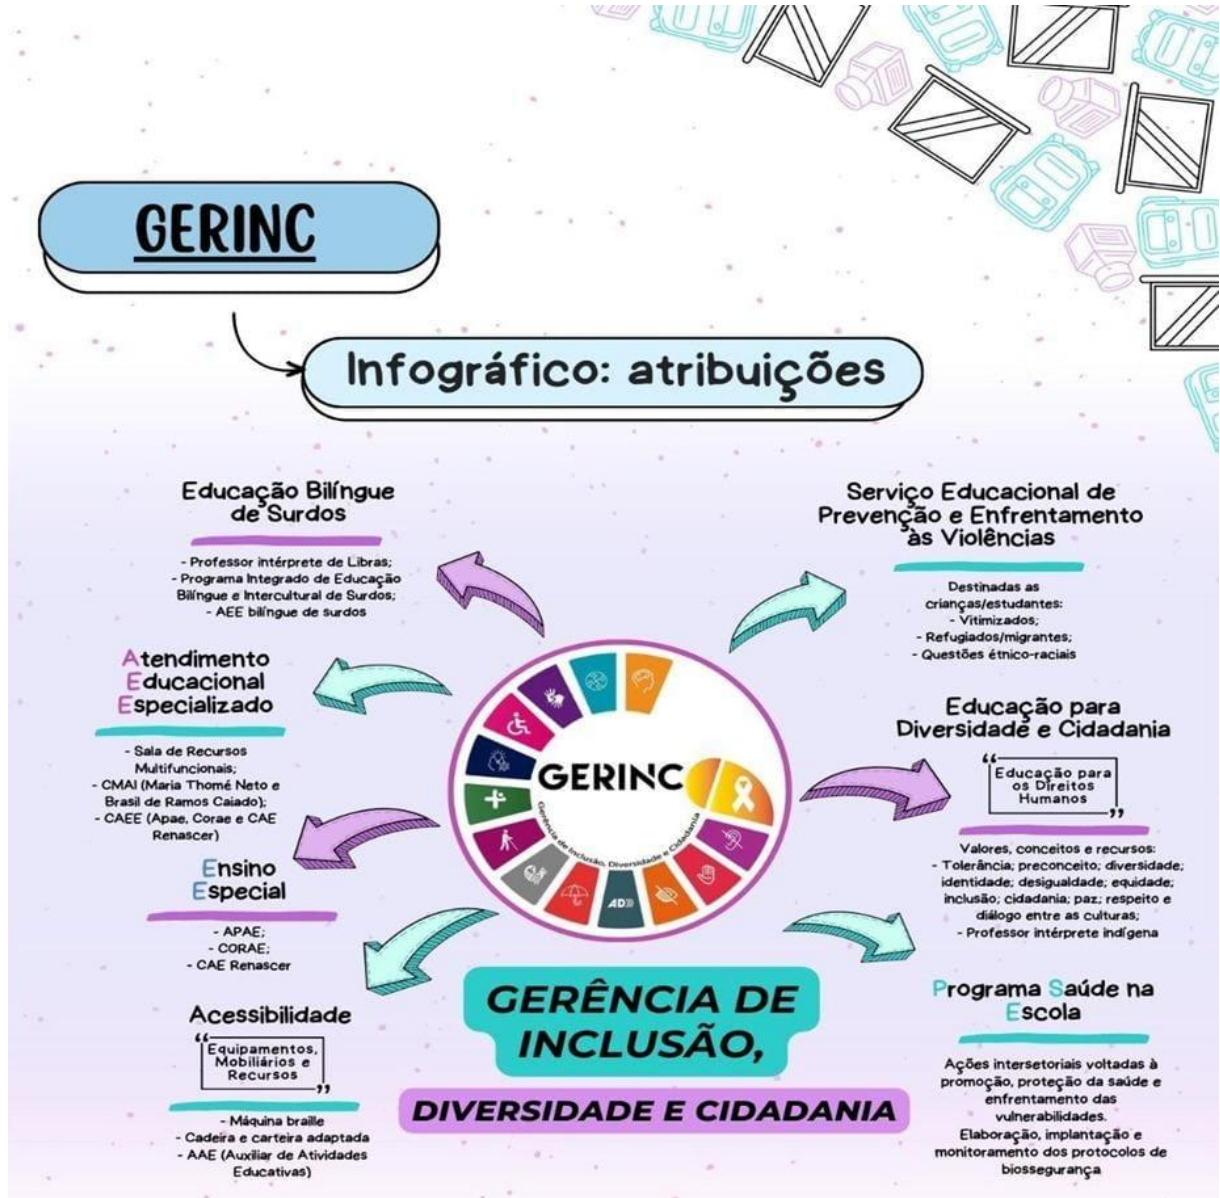 GERINC
Infográfico: atribuições
Educação Bilíngue
de Surdos
- Professor intérprete de Libras;
- Programa Integrado de Educação
Bilíngue e Intercultural de Surdos;
- AEE bilíngue de surdos
Atendimento
Educacional
Especializado
- Sala de Recursos
Multifuncionais;
- CMAI (Maria Thomé Neto e
Brasil de Ramos Caiado);
- CAEE (Apae, Corae e CAE
Renascer)
Ensino
Especial
- APAE;
- CORAE;
- CAE Renascer
Acessibilidade
“Equipamentos,
Mobiliários e
Recursos”
- Máquina braille
- Cadeira e carteira adaptada
- AAE (Auxiliar de Atividades
Educativas)
GERINC
Gerência de Inclusão, Diversidade e Cidadania
AD
GERÊNCIA DE
INCLUSÃO,
DIVERSIDADE E CIDADANIA
Serviço Educacional de
Prevenção e Enfrentamento
às Violências
Destinadas as
crianças/estudantes:
- Vitimizados;
- Refugiados/migrantes;
- Questões étnico-raciais
Educação para
Diversidade e Cidadania
“Educação para
os Direitos
Humanos”
Valores, conceitos e recursos:
- Tolerância; preconceito; diversidade;
identidade; desigualdade; equidade;
inclusão; cidadania; paz; respeito e
diálogo entre as culturas;
- Professor intérprete indígena
Programa Saúde na
Escola
Ações intersetoriais voltadas à
promoção, proteção da saúde e
enfrentamento das
vulnerabilidades.
Elaboração, implantação e
monitoramento dos protocolos de
biossegurança